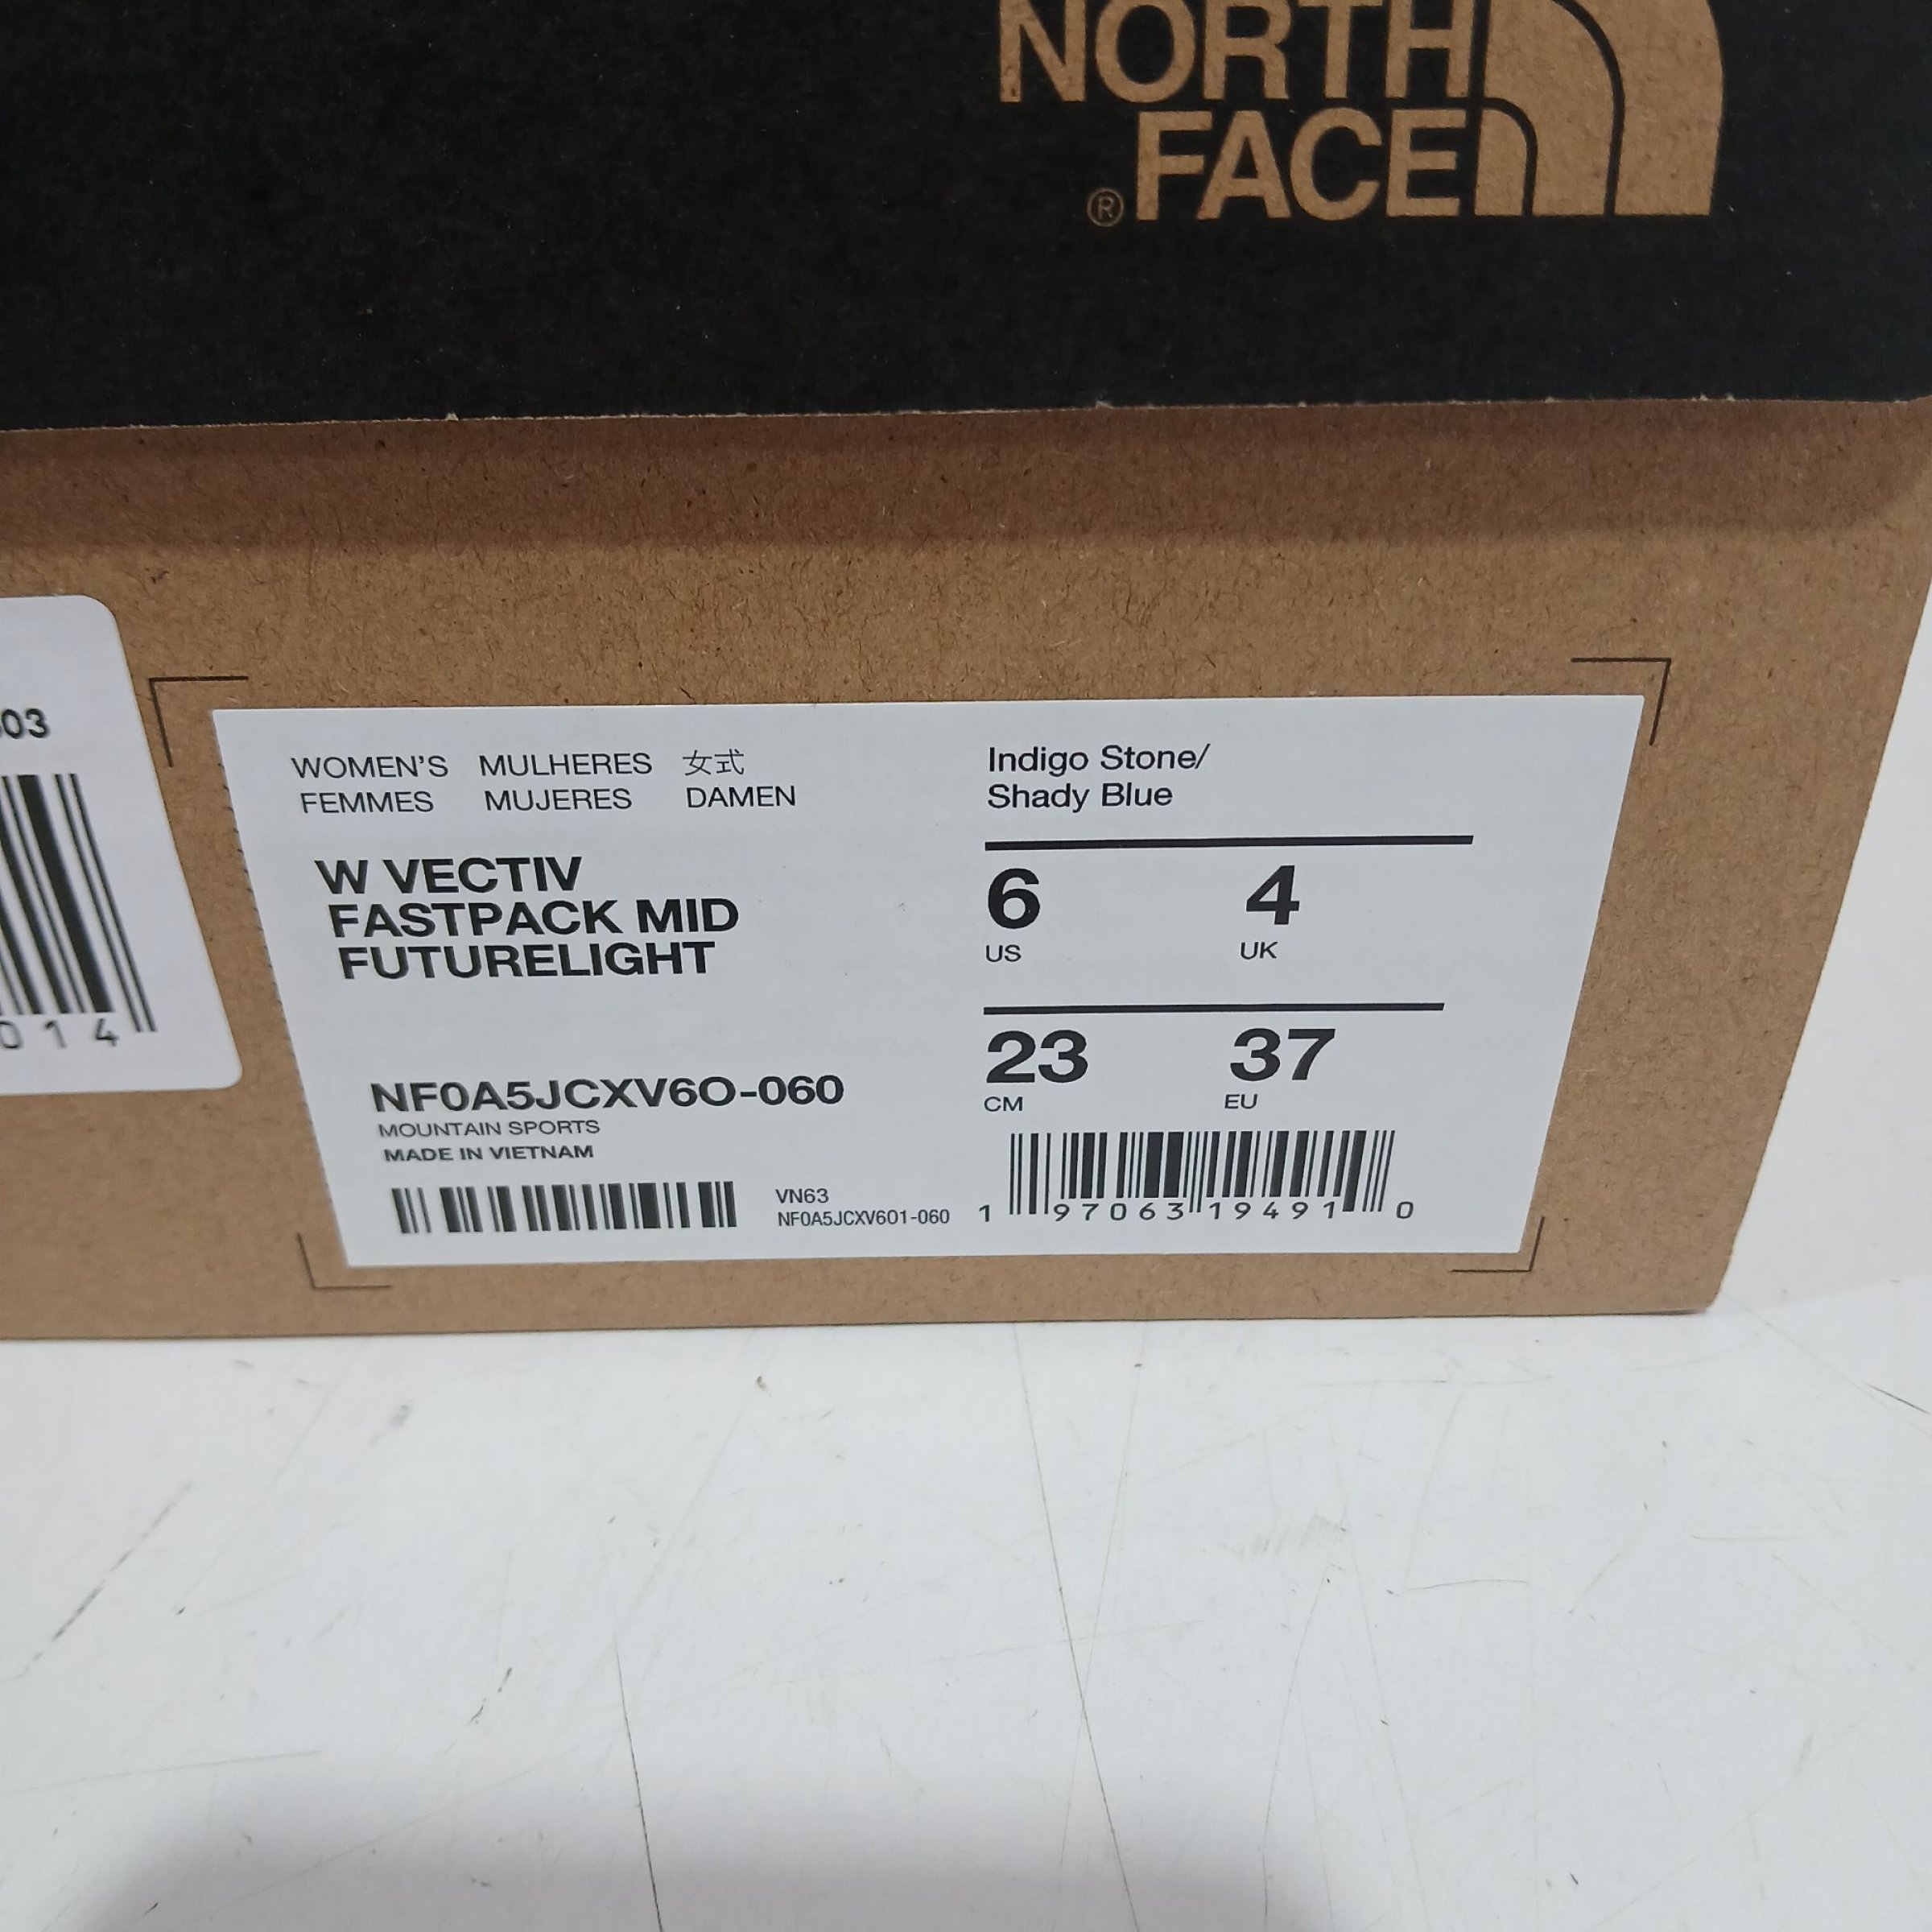 NORTH
FACE
®
03
014
WOMEN'S MULHERES 女式
FEMMES MUJERES DAMEN
W VECTIV
FASTPACK MID
FUTURELIGHT
NF0A5JCXV6O-060
MOUNTAIN SPORTS
MADE IN VIETNAM
VN63
NF0A5JCXV6O1-060
Indigo Stone/
Shady Blue
6 4
US UK
23 37
CM EU
1 97063 19491 0